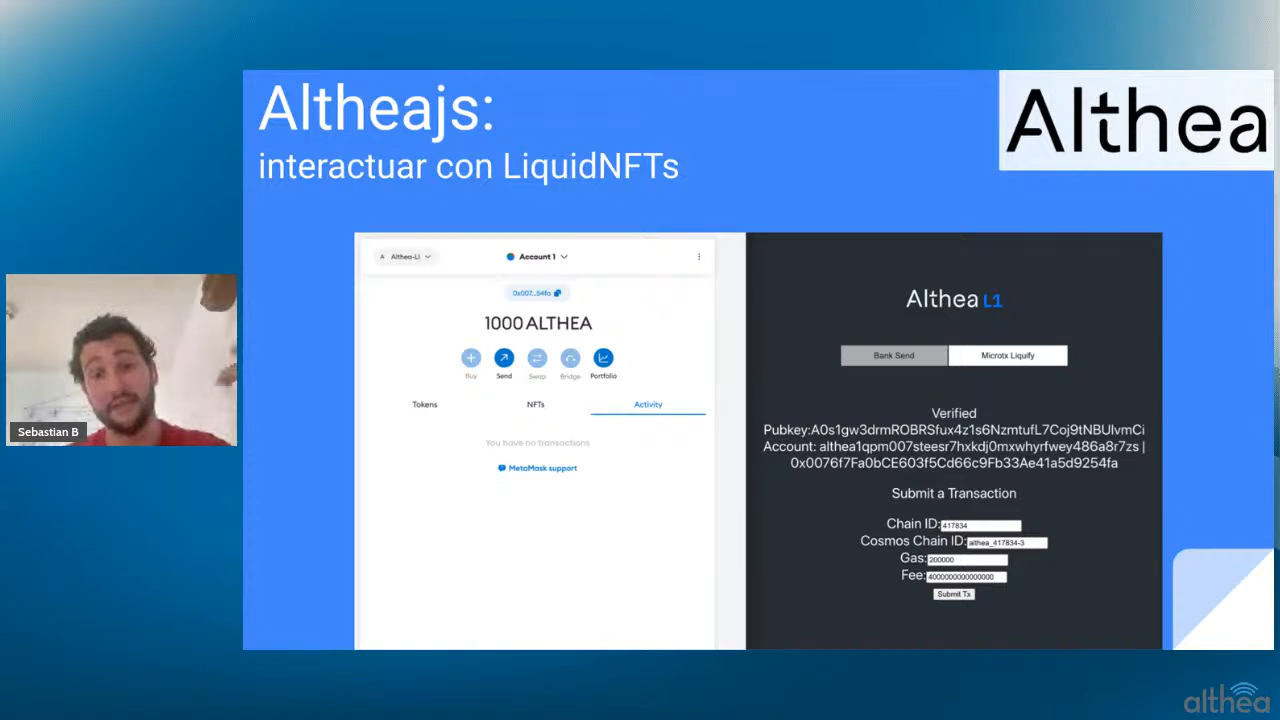 Altheajs:
interactuar con LiquidNFTs
Althea
A Althea-L1
Account 1
0x007...54fa
1000 ALTHEA
Buy
Send
Swap
Bridge
Portfolio
Tokens
NFTs
Activity
You have no transactions
MetaMask support
Althea L1
Bank Send
Microtx Liquify
Verified
Pubkey:A0s1gw3drmROBRSfux4z1s6NzmtufL7Coj9tNBUIvmCi
Account: althea1qpm007steesr7hxkdj0mxwhyrfwey486a8r7zs |
0x0076f7Fa0bCE603f5Cd66c9Fb33Ae41a5d9254fa
Submit a Transaction
Chain ID: 417834
Cosmos Chain ID: althea_417834-3
Gas: 200000
Fee: 4000000000000000
Submit Tx
Sebastian B
althea